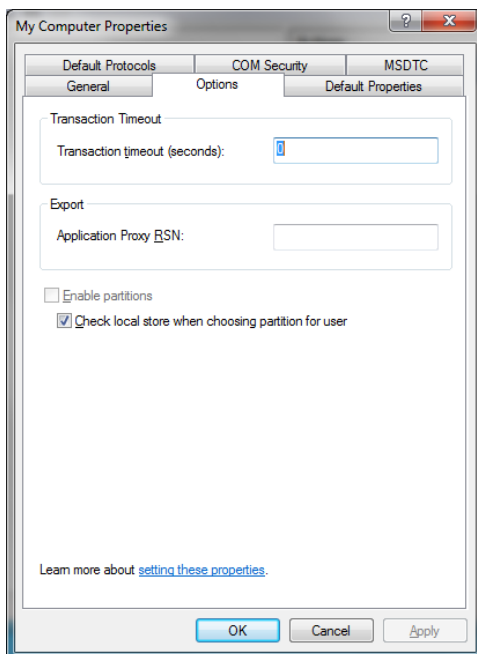 My Computer Properties
?
X
Default Protocols COM Security MSDTC
General Options Default Properties
Transaction Timeout
Transaction timeout (seconds): 0
Export
Application Proxy RSN:
Enable partitions
Check local store when choosing partition for user
Learn more about setting these properties.
OK Cancel Apply